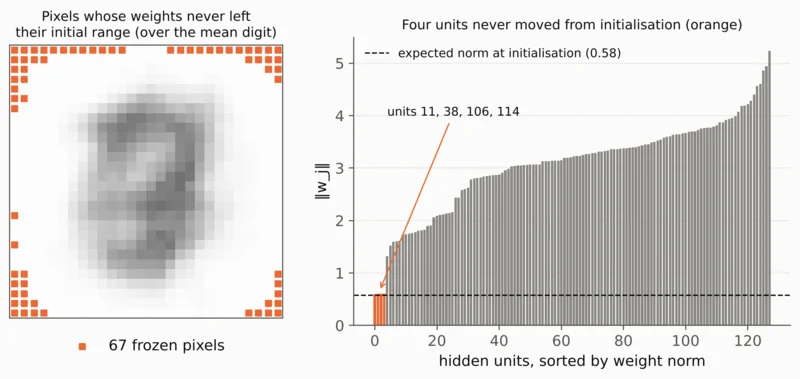 Pixels whose weights never left
their initial range (over the mean digit)
67 frozen pixels
Four units never moved from initialisation (orange)
expected norm at initialisation (0.58)
units 11, 38, 106, 114
‖w_j‖
5
4
3
2
1
0
0 20 40 60 80 100 120
hidden units, sorted by weight norm